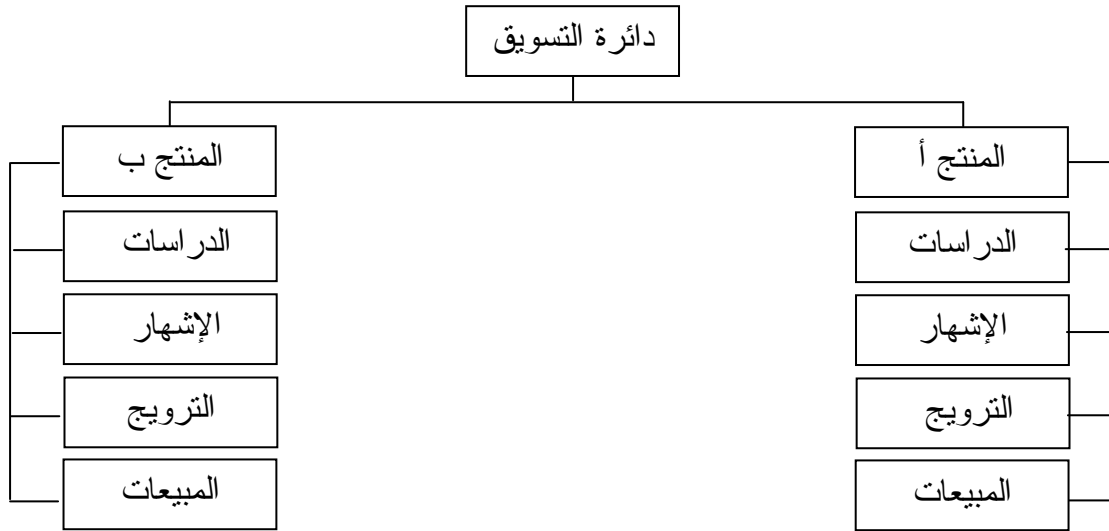 دائرة التسويق
المنتج أ
المنتج ب
الدراسات
الدراسات
الإشهار
الإشهار
الترويج
الترويج
المبيعات
المبيعات